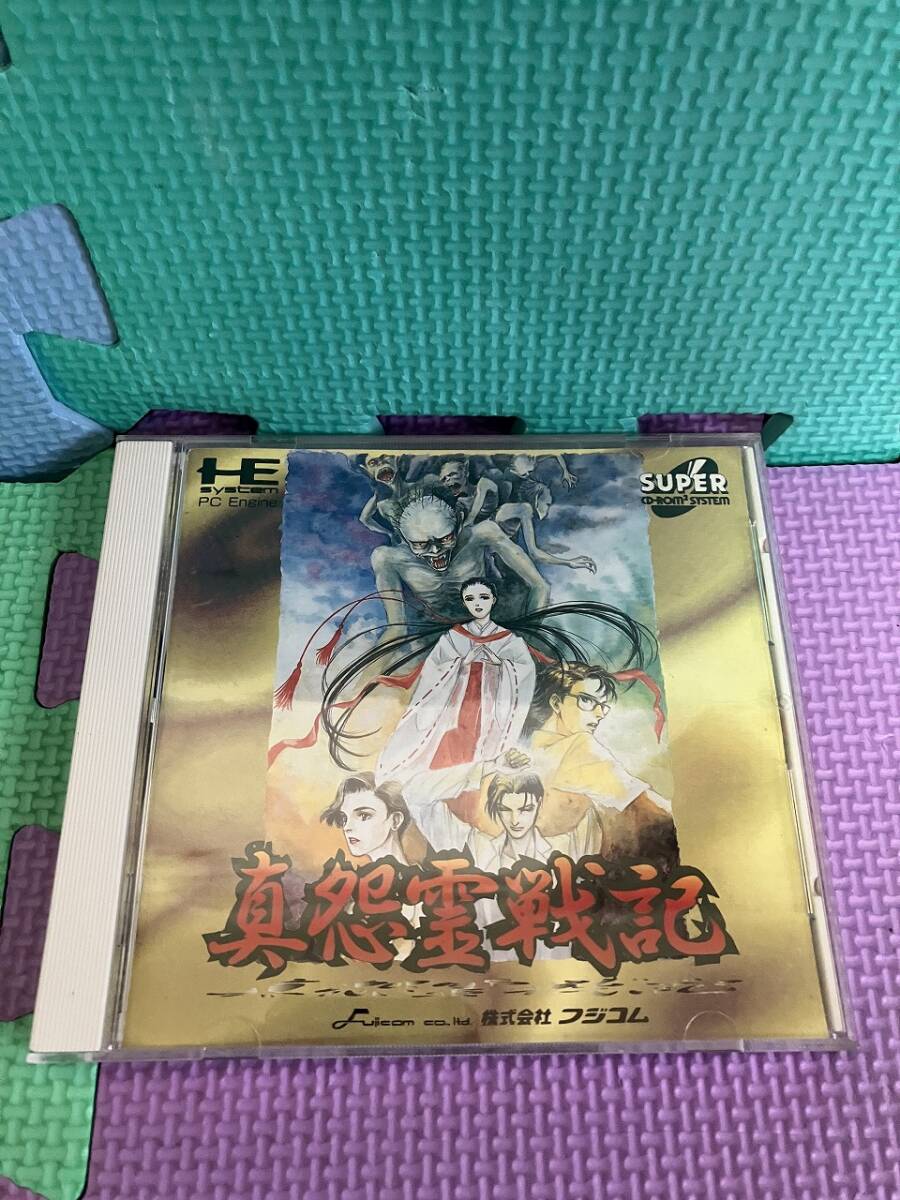 HE
system
PC Engine
SUPER
CD-ROM² SYSTEM
真怨霊戦記
Fujicom co.,ltd. 株式会社 フジコム